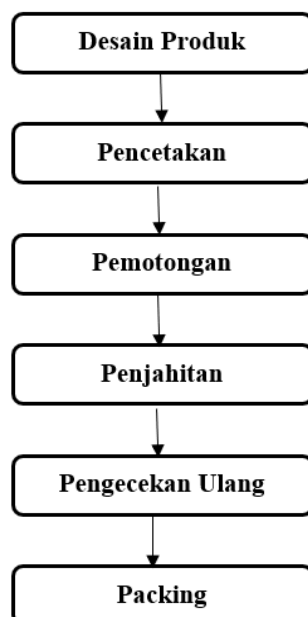 Desain Produk
Pencetakan
Pemotongan
Penjahitan
Pengecekan Ulang
Packing